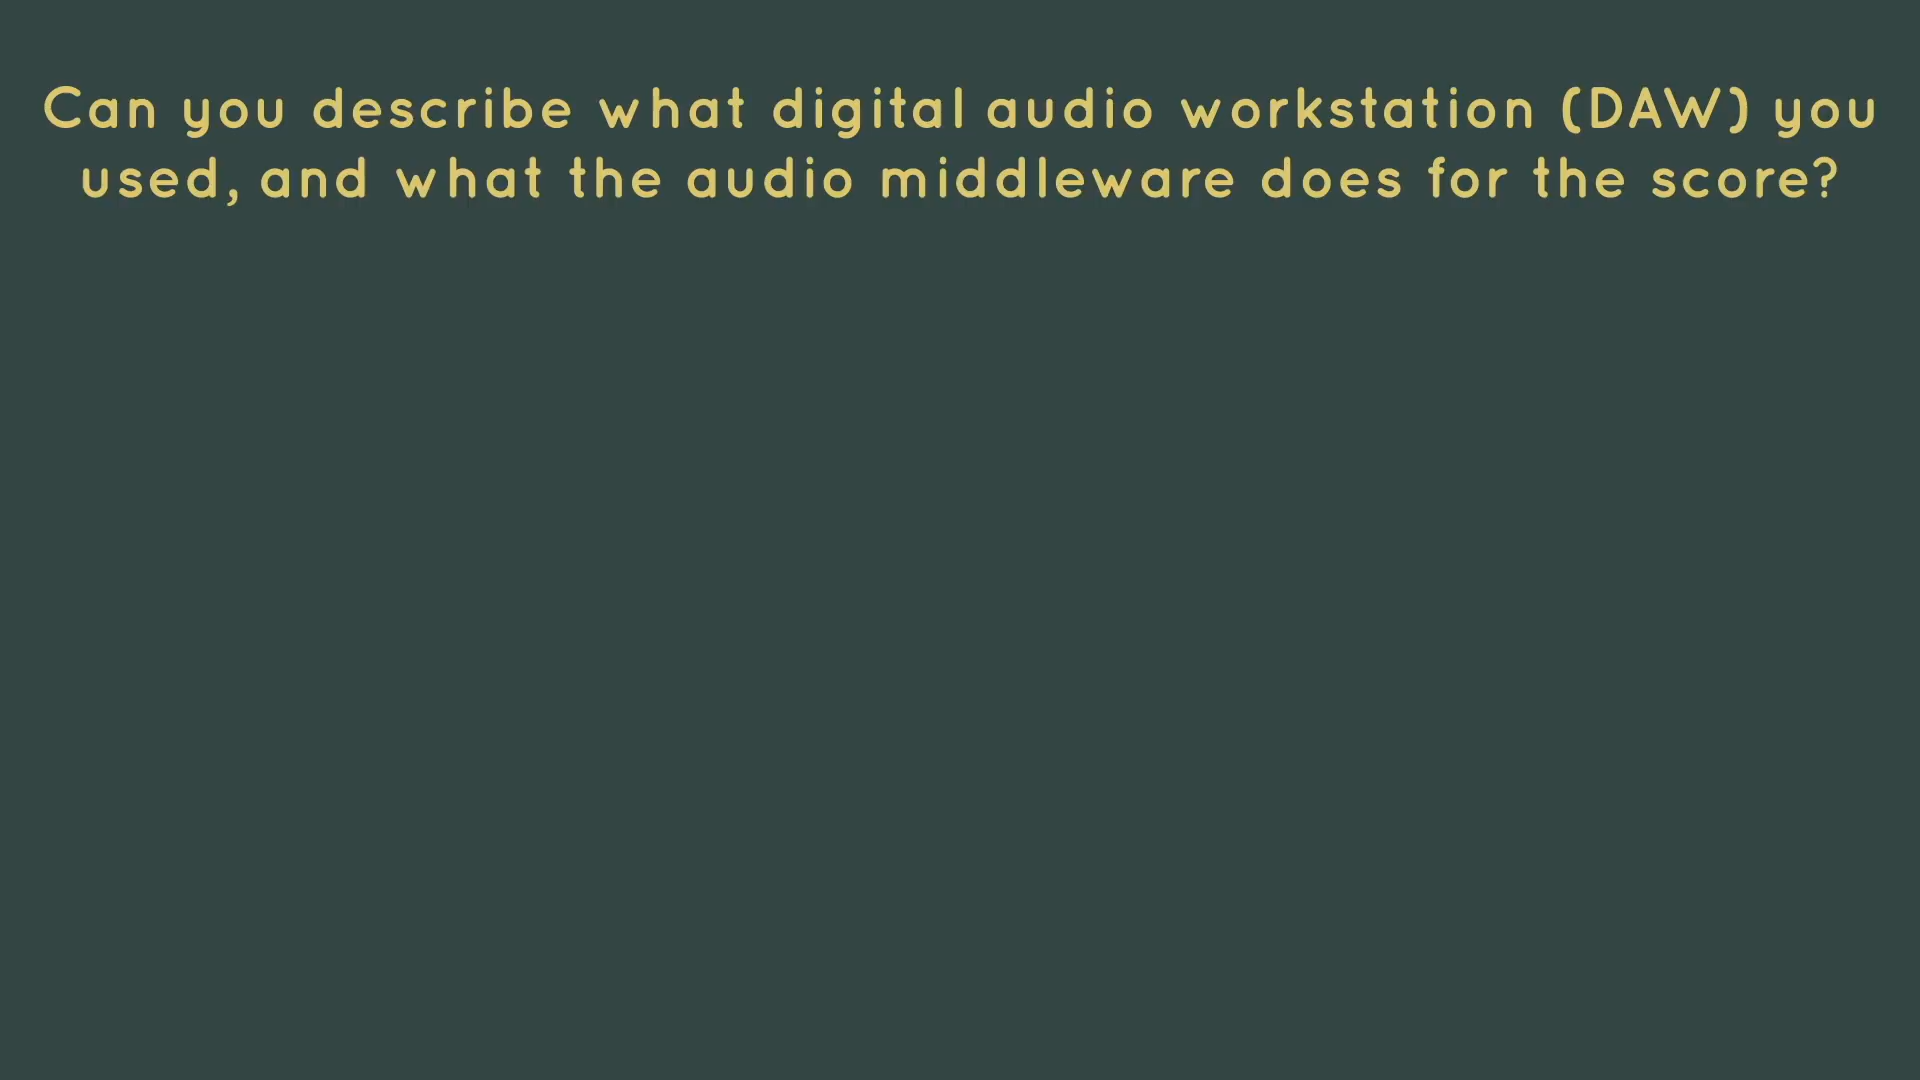 Can you describe what digital audio workstation (DAW) you
used, and what the audio middleware does for the score?